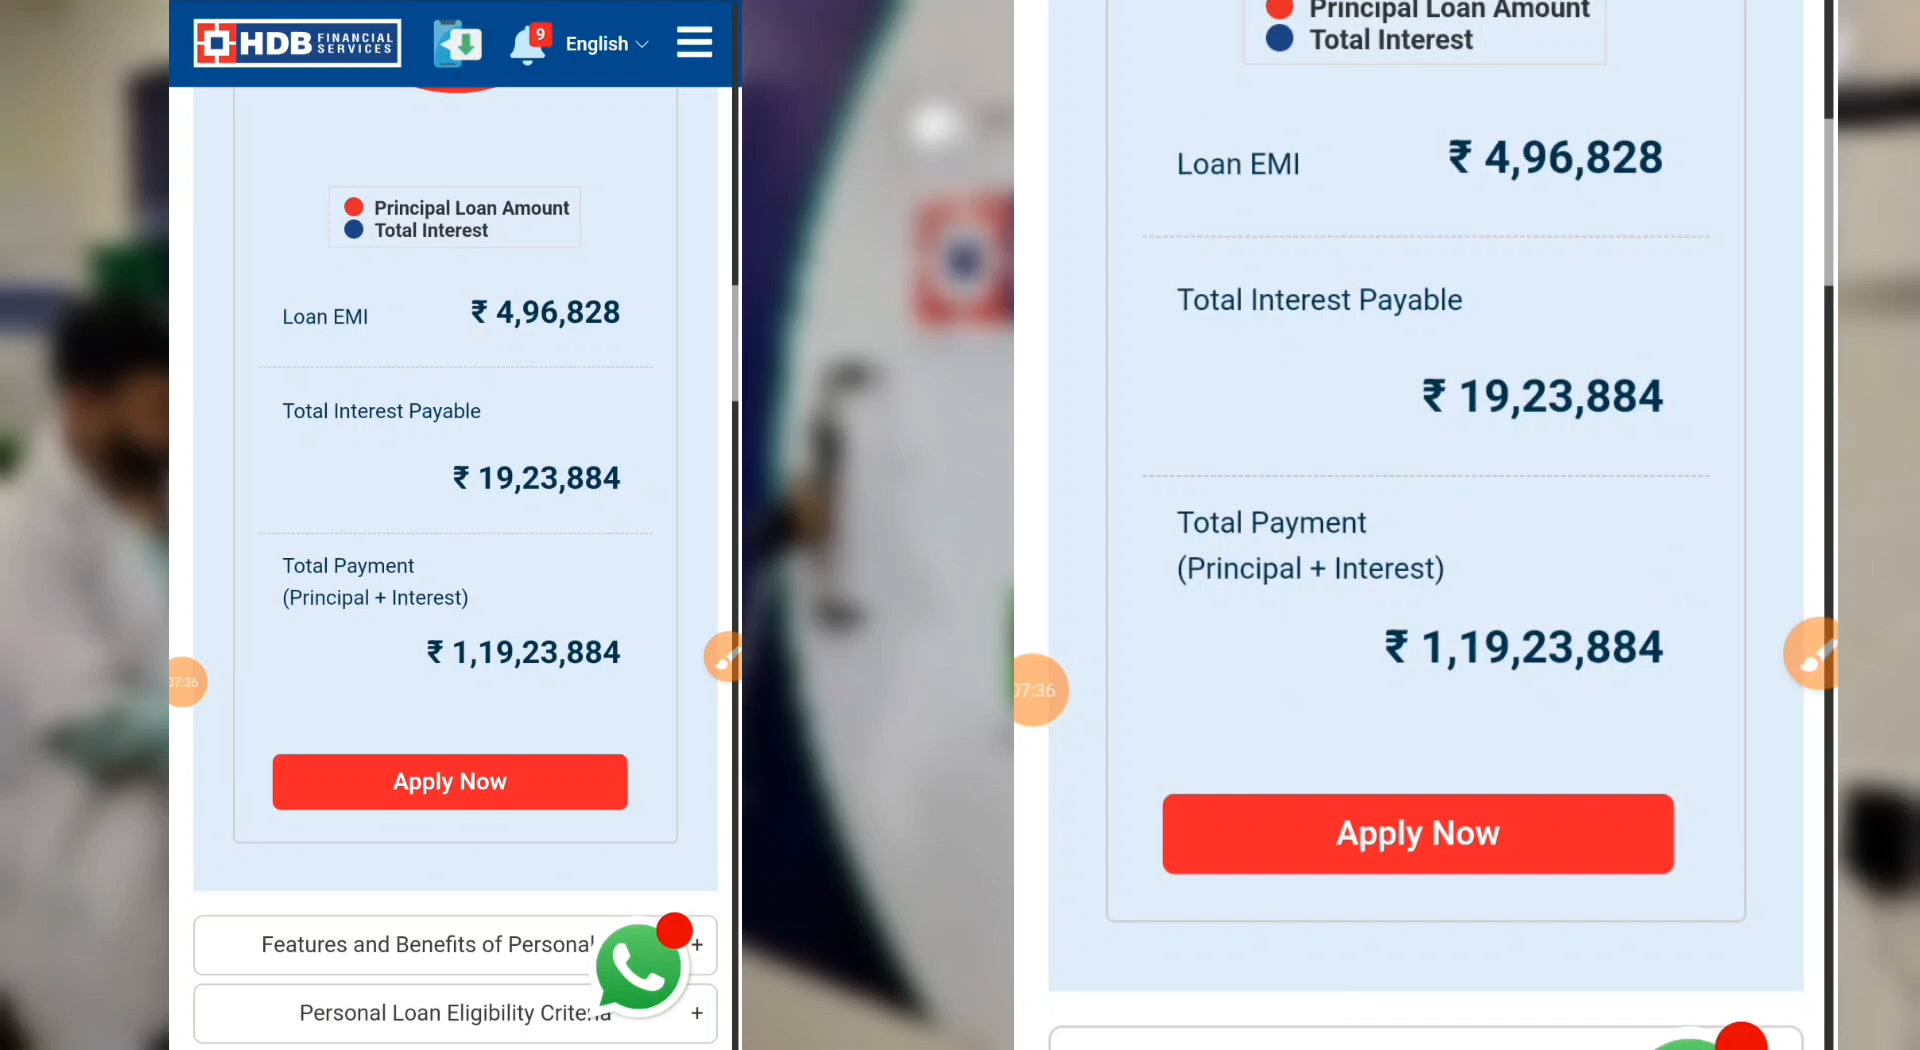 HDB FINANCIAL SERVICES
9
English
Principal Loan Amount
Total Interest
Loan EMI ₹ 4,96,828
Total Interest Payable
₹ 19,23,884
Total Payment
(Principal + Interest)
₹ 1,19,23,884
07:36
Apply Now
Features and Benefits of Personal +
Personal Loan Eligibility Criteria +
Principal Loan Amount
Total Interest
Loan EMI ₹ 4,96,828
Total Interest Payable
₹ 19,23,884
Total Payment
(Principal + Interest)
₹ 1,19,23,884
07:36
Apply Now